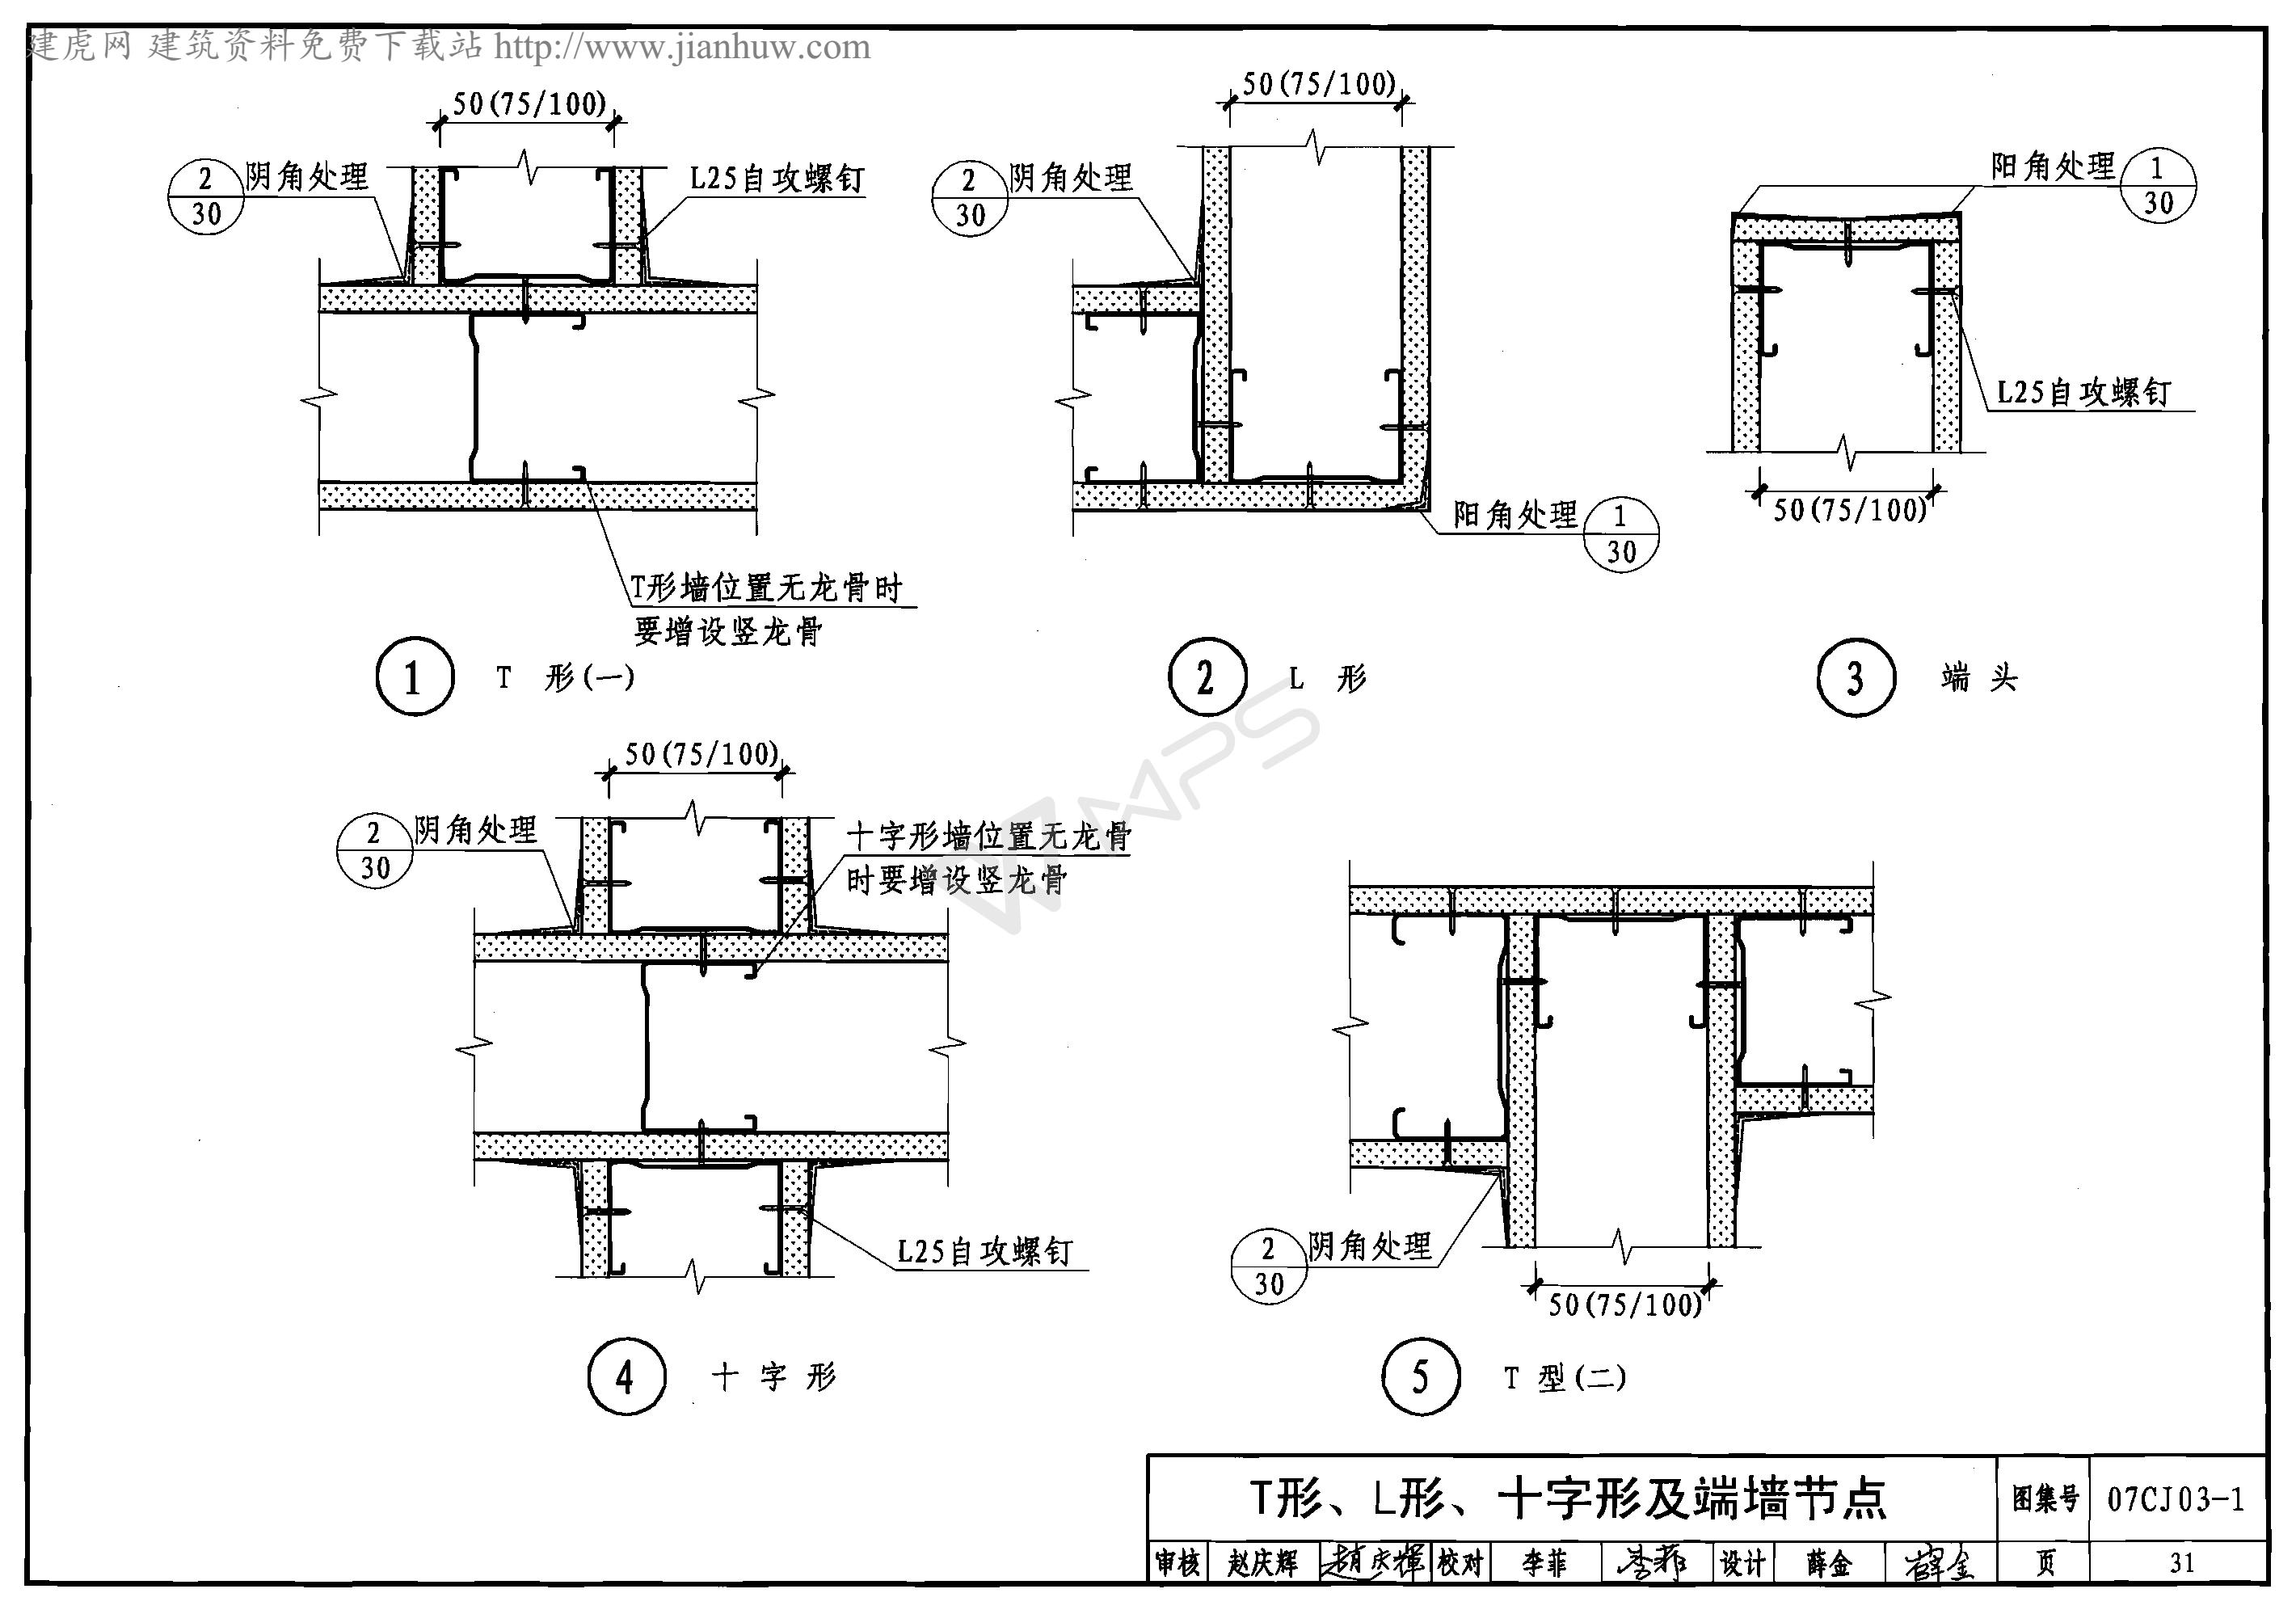 建虎网 建筑资料免费下载站 http://www.jianhuw.com
50(75/100)
2
30
阴角处理
L25自攻螺钉
T形墙位置无龙骨时
要增设竖龙骨
1 T 形(一)
50(75/100)
2
30
阴角处理
阳角处理
1
30
2 L 形
阳角处理
1
30
L25自攻螺钉
50(75/100)
3 端头
50(75/100)
2
30
阴角处理
十字形墙位置无龙骨
时要增设竖龙骨
L25自攻螺钉
4 十字形
2
30
阴角处理
50(75/100)
5 T 型(二)
WPS
T形、L形、十字形及端墙节点
图集号 07CJ03-1
审核 赵庆辉 赵庆辉 校对 李菲 李菲 设计 薛金 薛金 页 31